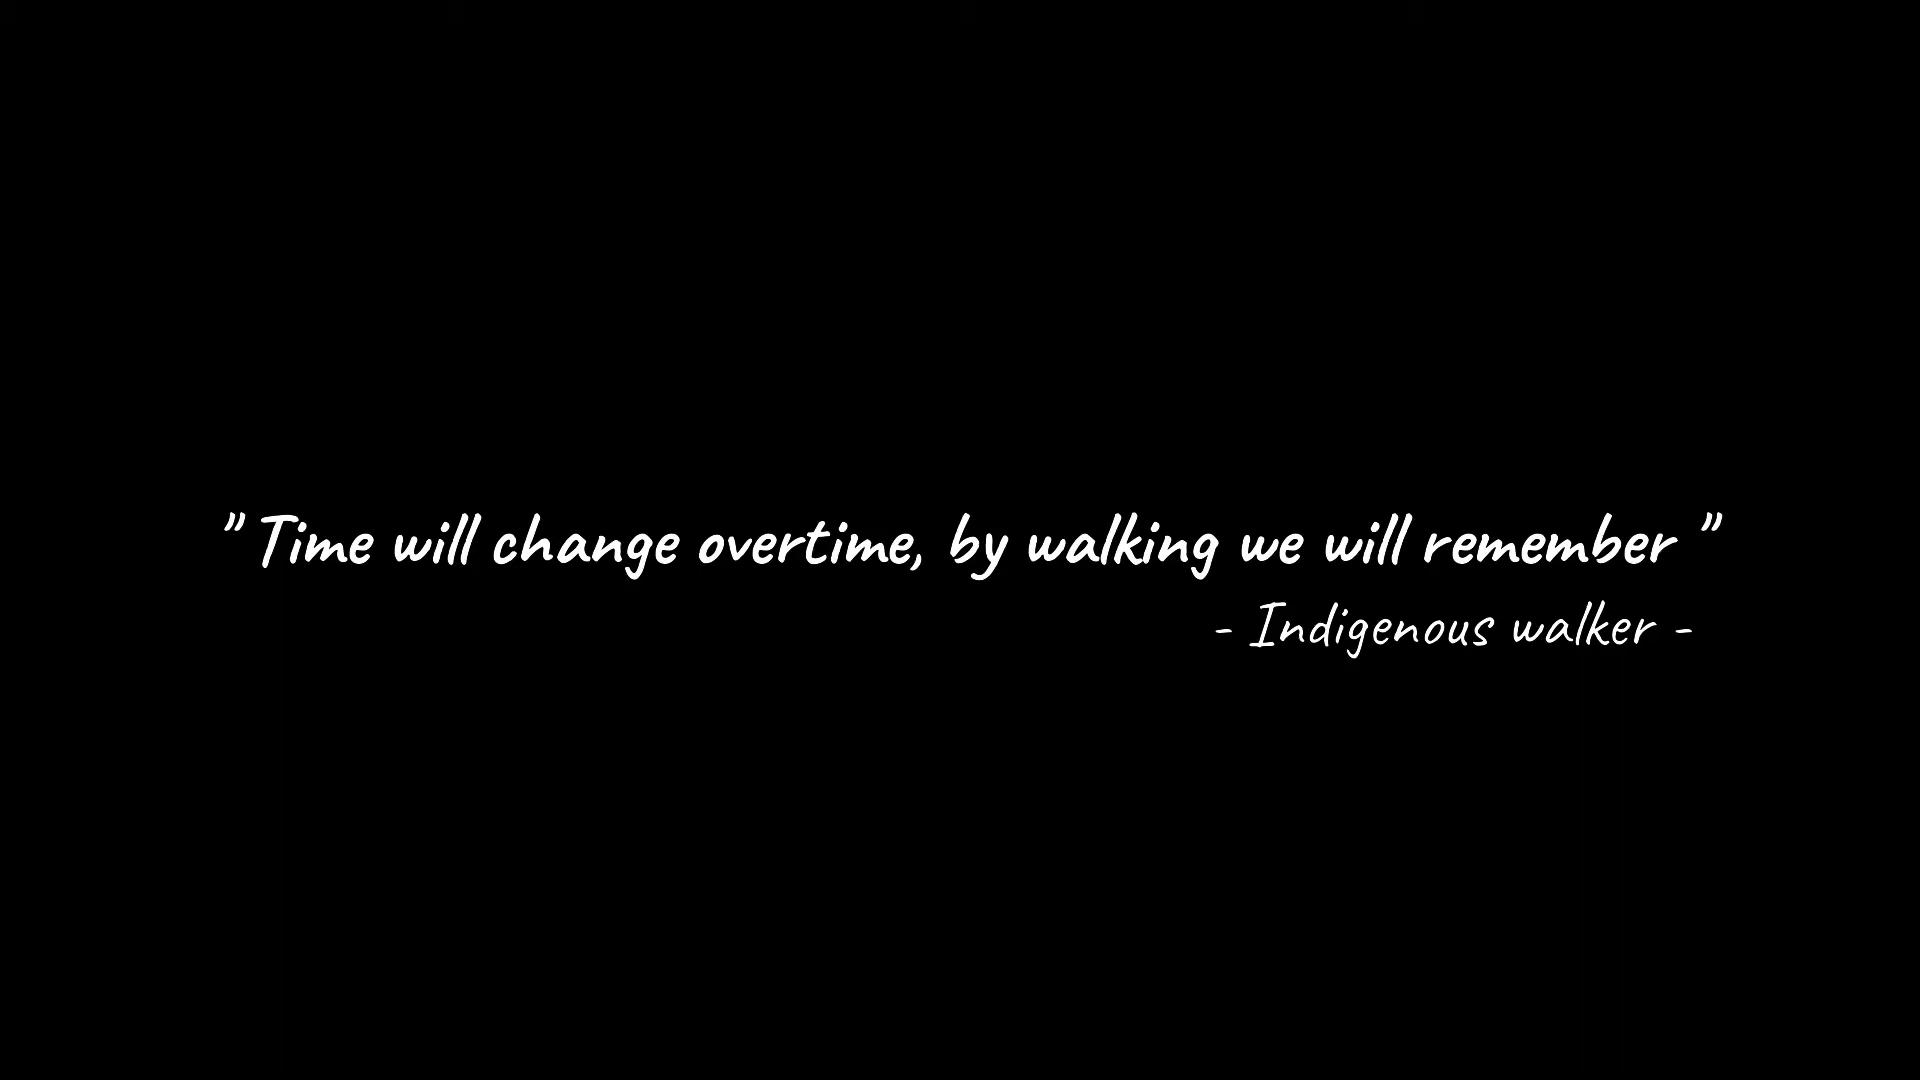 " Time will change overtime, by walking we will remember "
- Indigenous walker -